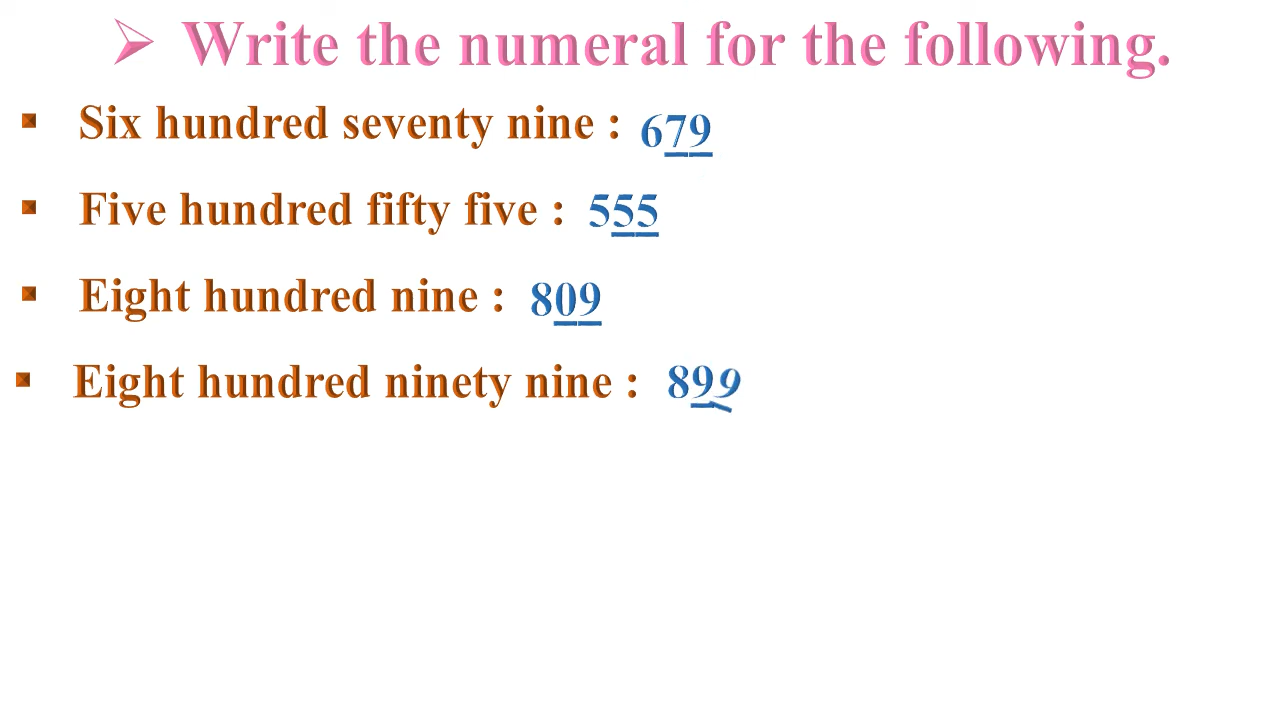 ➢ Write the numeral for the following.
▪ Six hundred seventy nine : 679
▪ Five hundred fifty five : 555
▪ Eight hundred nine : 809
▪ Eight hundred ninety nine : 899